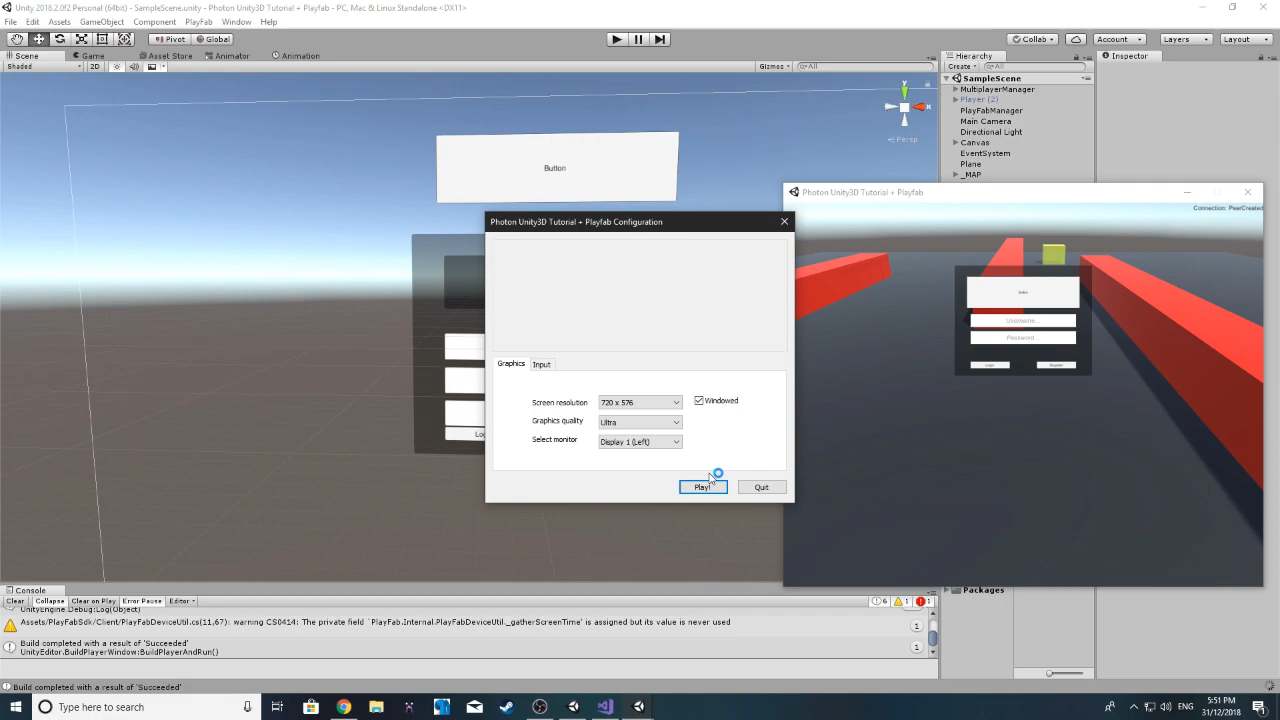 Unity 2018.2.0f2 Personal (64bit) - SampleScene.unity - Photon Unity3D Tutorial + Playfab - PC, Mac & Linux Standalone <DX11>
File Edit Assets GameObject Component PlayFab Window Help
Pivot Global Collab Account Layers Layout
Scene Game Asset Store Animator Animation Hierarchy Inspector
Shaded 2D Gizmos All Create All
SampleScene
MultiplayerManager
Player (2)
PlayFabManager
Main Camera
Directional Light
Canvas
EventSystem
Plane
_MAP
y
x
Persp
Button
Photon Unity3D Tutorial + Playfab
Connection: PeerCreated
Username...
Password...
Login Register
Photon Unity3D Tutorial + Playfab Configuration
Graphics Input
Screen resolution 720 x 576 Windowed
Graphics quality Ultra
Select monitor Display 1 (Left)
Play! Quit
Log
Packages
Console
Clear Collapse Clear on Play Error Pause Editor 6 1 1
UnityEngine.Debug:Log(Object)
Assets/PlayFabSdk/Client/PlayFabDeviceUtil.cs(11,67): warning CS0414: The private field `PlayFab.Internal.PlayFabDeviceUtil._gatherScreenTime' is assigned but its value is never used 1
Build completed with a result of 'Succeeded' 1
UnityEditor.BuildPlayerWindow:BuildPlayerAndRun()
Build completed with a result of 'Succeeded'
Type here to search
5:51 PM
31/12/2018